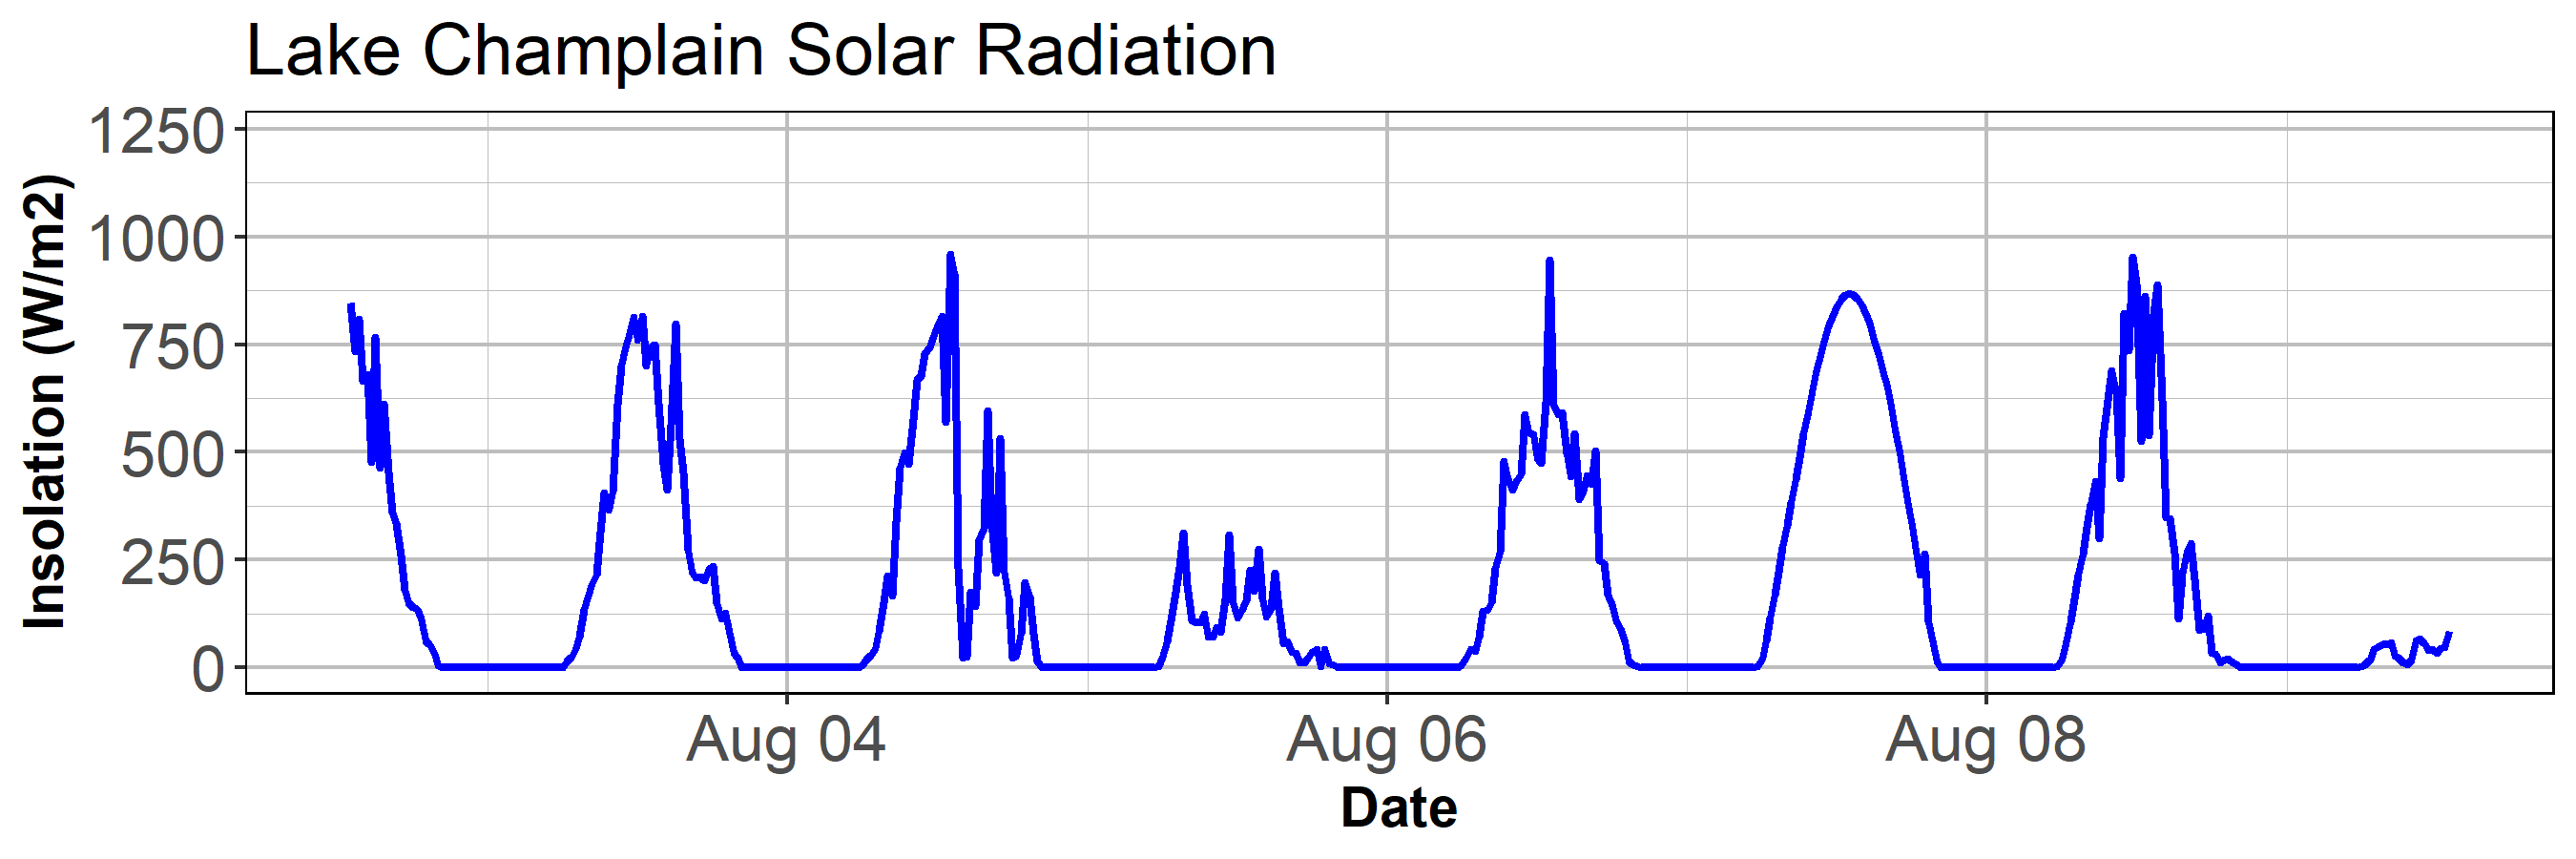 Lake Champlain Solar Radiation
1250
1000
750
500
250
0
Insolation (W/m2)
Aug 04 Aug 06 Aug 08
Date